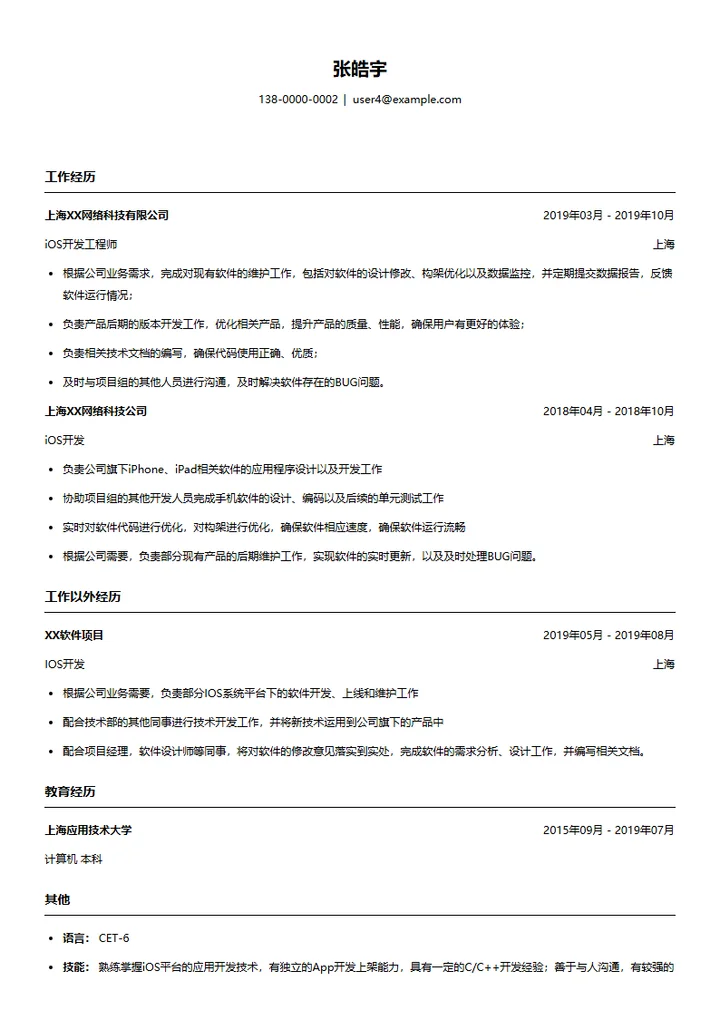 张皓宇
138-0000-0002 | user4@example.com
工作经历
上海XX网络科技有限公司 2019年03月 - 2019年10月
iOS开发工程师 上海
• 根据公司业务需求，完成对现有软件的维护工作，包括对软件的设计修改、构架优化以及数据监控，并定期提交数据报告，反馈
软件运行情况；
• 负责产品后期的版本开发工作，优化相关产品，提升产品的质量、性能，确保用户有更好的体验；
• 负责相关技术文档的编写，确保代码使用正确、优质；
• 及时与项目组的其他人员进行沟通，及时解决软件存在的BUG问题。
上海XX网络科技公司 2018年04月 - 2018年10月
iOS开发 上海
• 负责公司旗下iPhone、iPad相关软件的应用程序设计以及开发工作
• 协助项目组的其他开发人员完成手机软件的设计、编码以及后续的单元测试工作
• 实时对软件代码进行优化，对构架进行优化，确保软件相应速度，确保软件运行流畅
• 根据公司需要，负责部分现有产品的后期维护工作，实现软件的实时更新，以及及时处理BUG问题。
工作以外经历
XX软件项目 2019年05月 - 2019年08月
IOS开发 上海
• 根据公司业务需要，负责部分IOS系统平台下的软件开发、上线和维护工作
• 配合技术部的其他同事进行技术开发工作，并将新技术运用到公司旗下的产品中
• 配合项目经理，软件设计师等同事，将对软件的修改意见落实到实处，完成软件的需求分析、设计工作，并编写相关文档。
教育经历
上海应用技术大学 2015年09月 - 2019年07月
计算机 本科
其他
• 语言： CET-6
• 技能： 熟练掌握iOS平台的应用开发技术，有独立的App开发上架能力，具有一定的C/C++开发经验；善于与人沟通，有较强的